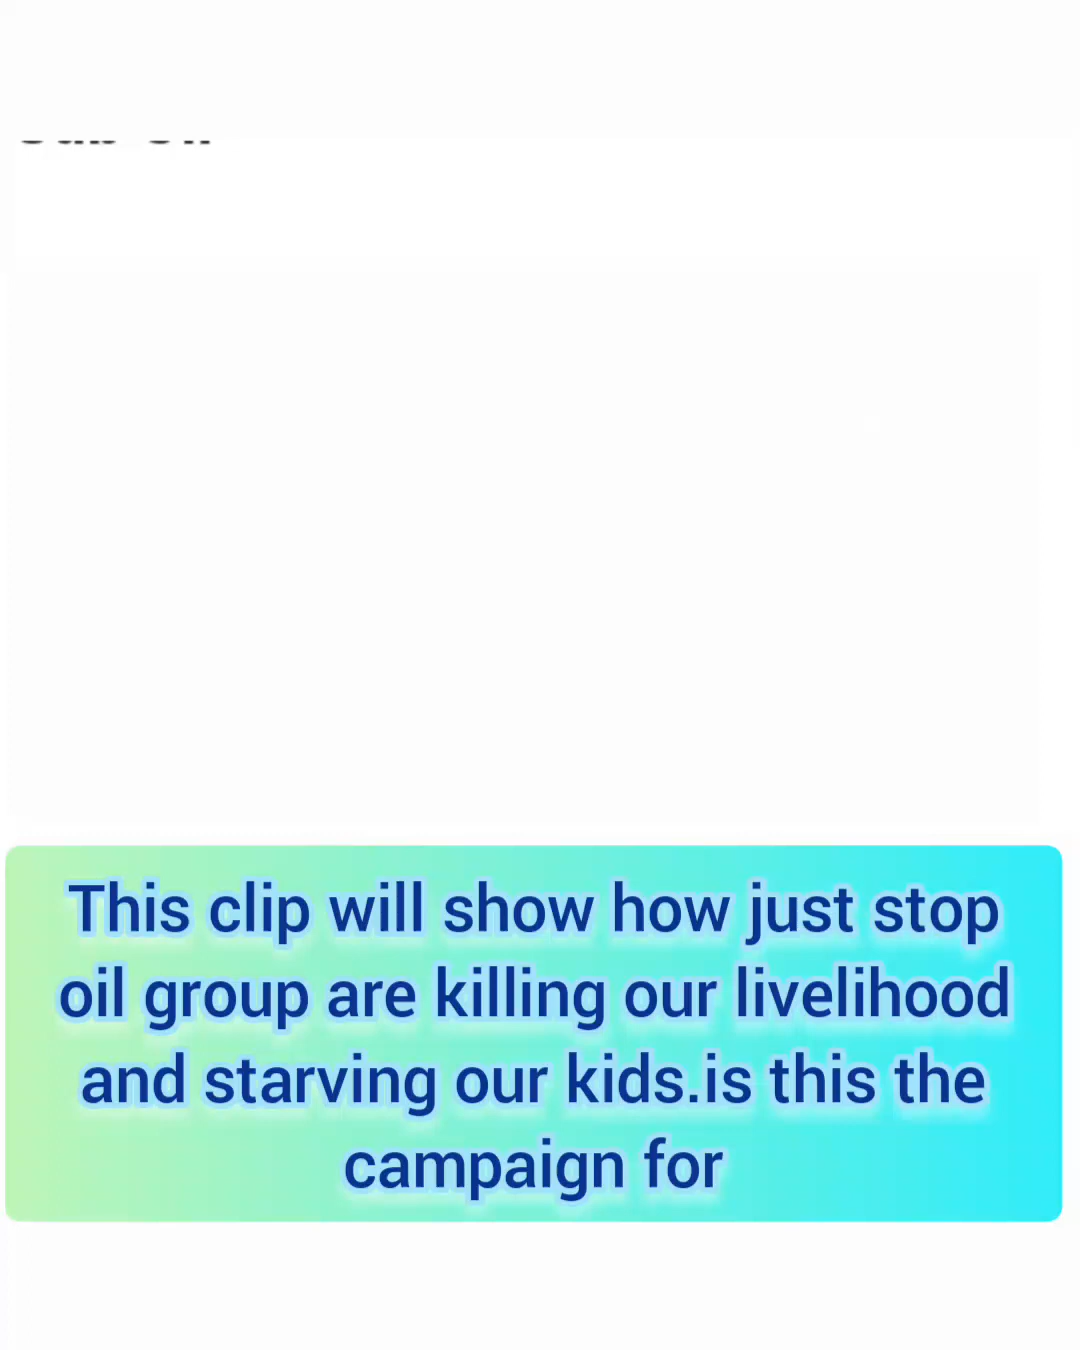 This clip will show how just stop
oil group are killing our livelihood
and starving our kids.is this the
campaign for